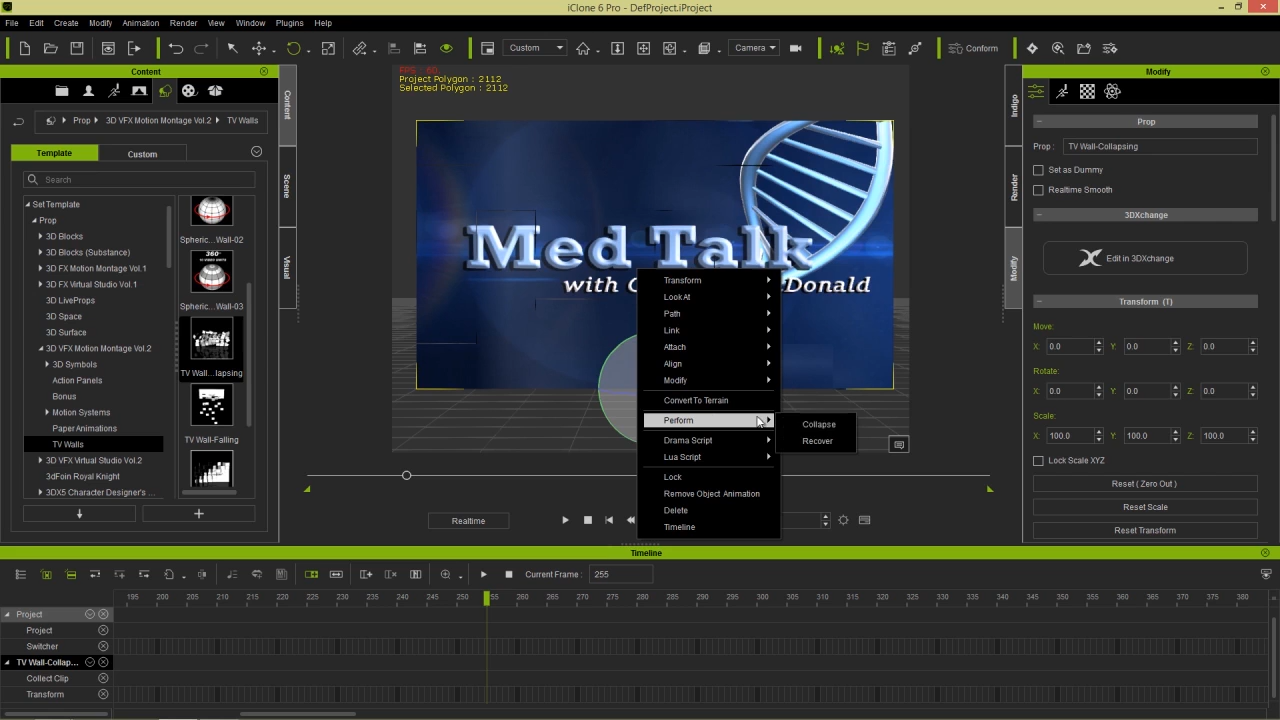 iClone 6 Pro - DefProject.iProject
File Edit Create Modify Animation Render View Window Plugins Help
Custom
Camera
Conform
Content
Prop 3D VFX Motion Montage Vol.2 TV Walls
Template Custom
Search
Set Template
Prop
3D Blocks
3D Blocks (Substance)
3D FX Motion Montage Vol.1
3D FX Virtual Studio Vol.1
3D LiveProps
3D Space
3D Surface
3D VFX Motion Montage Vol.2
3D Symbols
Action Panels
Bonus
Motion Systems
Paper Animations
TV Walls
3D VFX Virtual Studio Vol.2
3dFoin Royal Knight
3DX5 Character Designer's ...
Spheric...Wall-02
360
Spheric...Wall-03
TV Wall...lapsing
TV Wall-Falling
Content
Scene
Visual
FPS 60
Project Polygon : 2112
Selected Polygon : 2112
Med Talk
with
Donald
Transform
Look At
Path
Link
Attach
Align
Modify
Convert To Terrain
Perform
Drama Script
Lua Script
Lock
Remove Object Animation
Delete
Timeline
Collapse
Recover
Realtime
Indigo
Render
Modify
Modify
Prop
Prop : TV Wall-Collapsing
Set as Dummy
Realtime Smooth
3DXchange
Edit in 3DXchange
Transform (T)
Move:
X: 0.0 Y: 0.0 Z: 0.0
Rotate:
X: 0.0 Y: 0.0 Z: 0.0
Scale:
X: 100.0 Y: 100.0 Z: 100.0
Lock Scale XYZ
Reset ( Zero Out )
Reset Scale
Reset Transform
Timeline
Current Frame : 255
195 200 205 210 215 220 225 230 235 240 245 250 255 260 265 270 275 280 285 290 295 300 305 310 315 320 325 330 335 340 345 350 355 360 365 370 375 380
Project
Project
Switcher
TV Wall-Collap...
Collect Clip
Transform